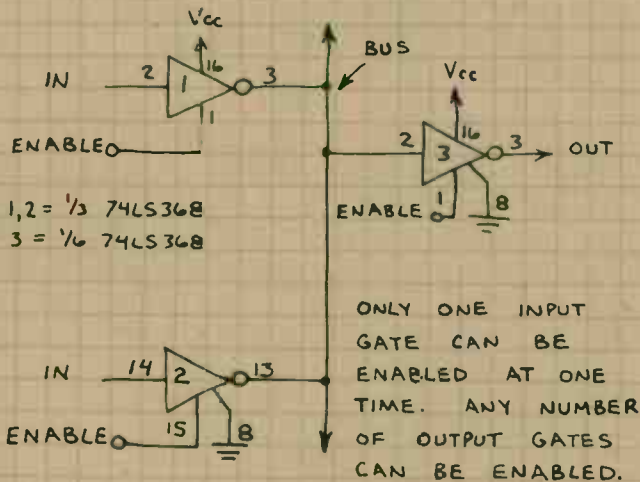 Vcc
BUS
IN 2 1 16 3
1
ENABLE
Vcc
2 3 16 3 OUT
1 8
ENABLE
1,2 = 1/3 74LS368
3 = 1/6 74LS368
IN 14 2 13
15 8
ENABLE
ONLY ONE INPUT
GATE CAN BE
ENABLED AT ONE
TIME. ANY NUMBER
OF OUTPUT GATES
CAN BE ENABLED.